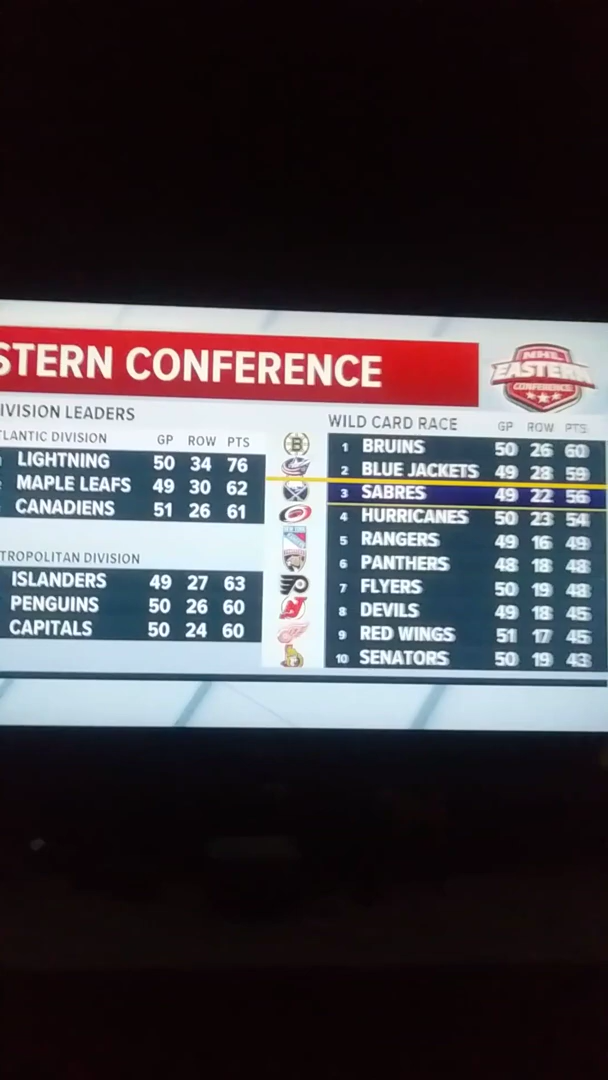 STERN CONFERENCE
NHL
EASTERN
CONFERENCE
IVISION LEADERS
TLANTIC DIVISION GP ROW PTS
LIGHTNING 50 34 76
MAPLE LEAFS 49 30 62
CANADIENS 51 26 61
TROPOLITAN DIVISION
ISLANDERS 49 27 63
PENGUINS 50 26 60
CAPITALS 50 24 60
WILD CARD RACE GP ROW PTS
1 BRUINS 50 26 60
2 BLUE JACKETS 49 28 59
3 SABRES 49 22 56
4 HURRICANES 50 23 54
5 RANGERS 49 16 49
6 PANTHERS 48 18 48
7 FLYERS 50 19 48
8 DEVILS 49 18 45
9 RED WINGS 51 17 45
10 SENATORS 50 19 43